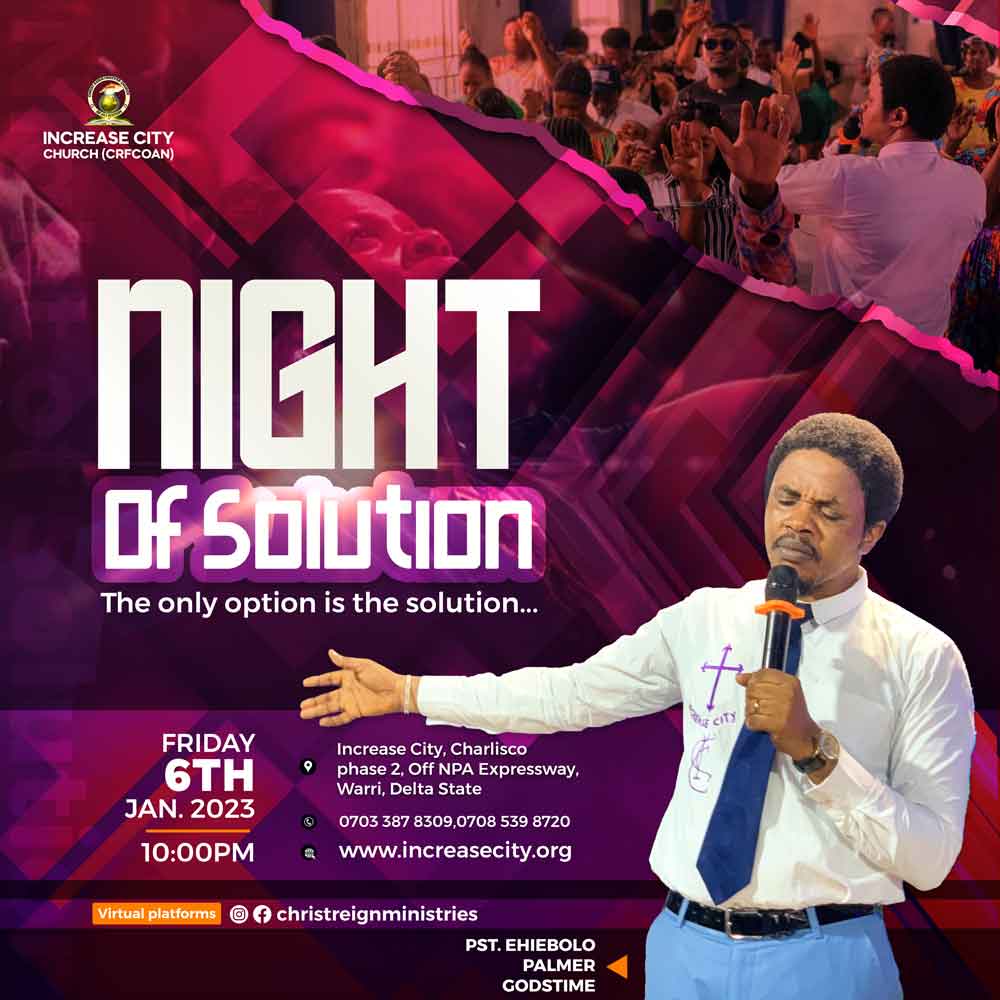 INCREASE CITY
CHURCH (CRFCOAN)
NIGHT
Of Solution
The only option is the solution...
FRIDAY
6TH
JAN. 2023
10:00PM
Increase City, Charlisco
phase 2, Off NPA Expressway,
Warri, Delta State
0703 387 8309,0708 539 8720
www.increasecity.org
Virtual platforms
christreignministries
PST. EHIEBOLO
PALMER
GODSTIME
CITY